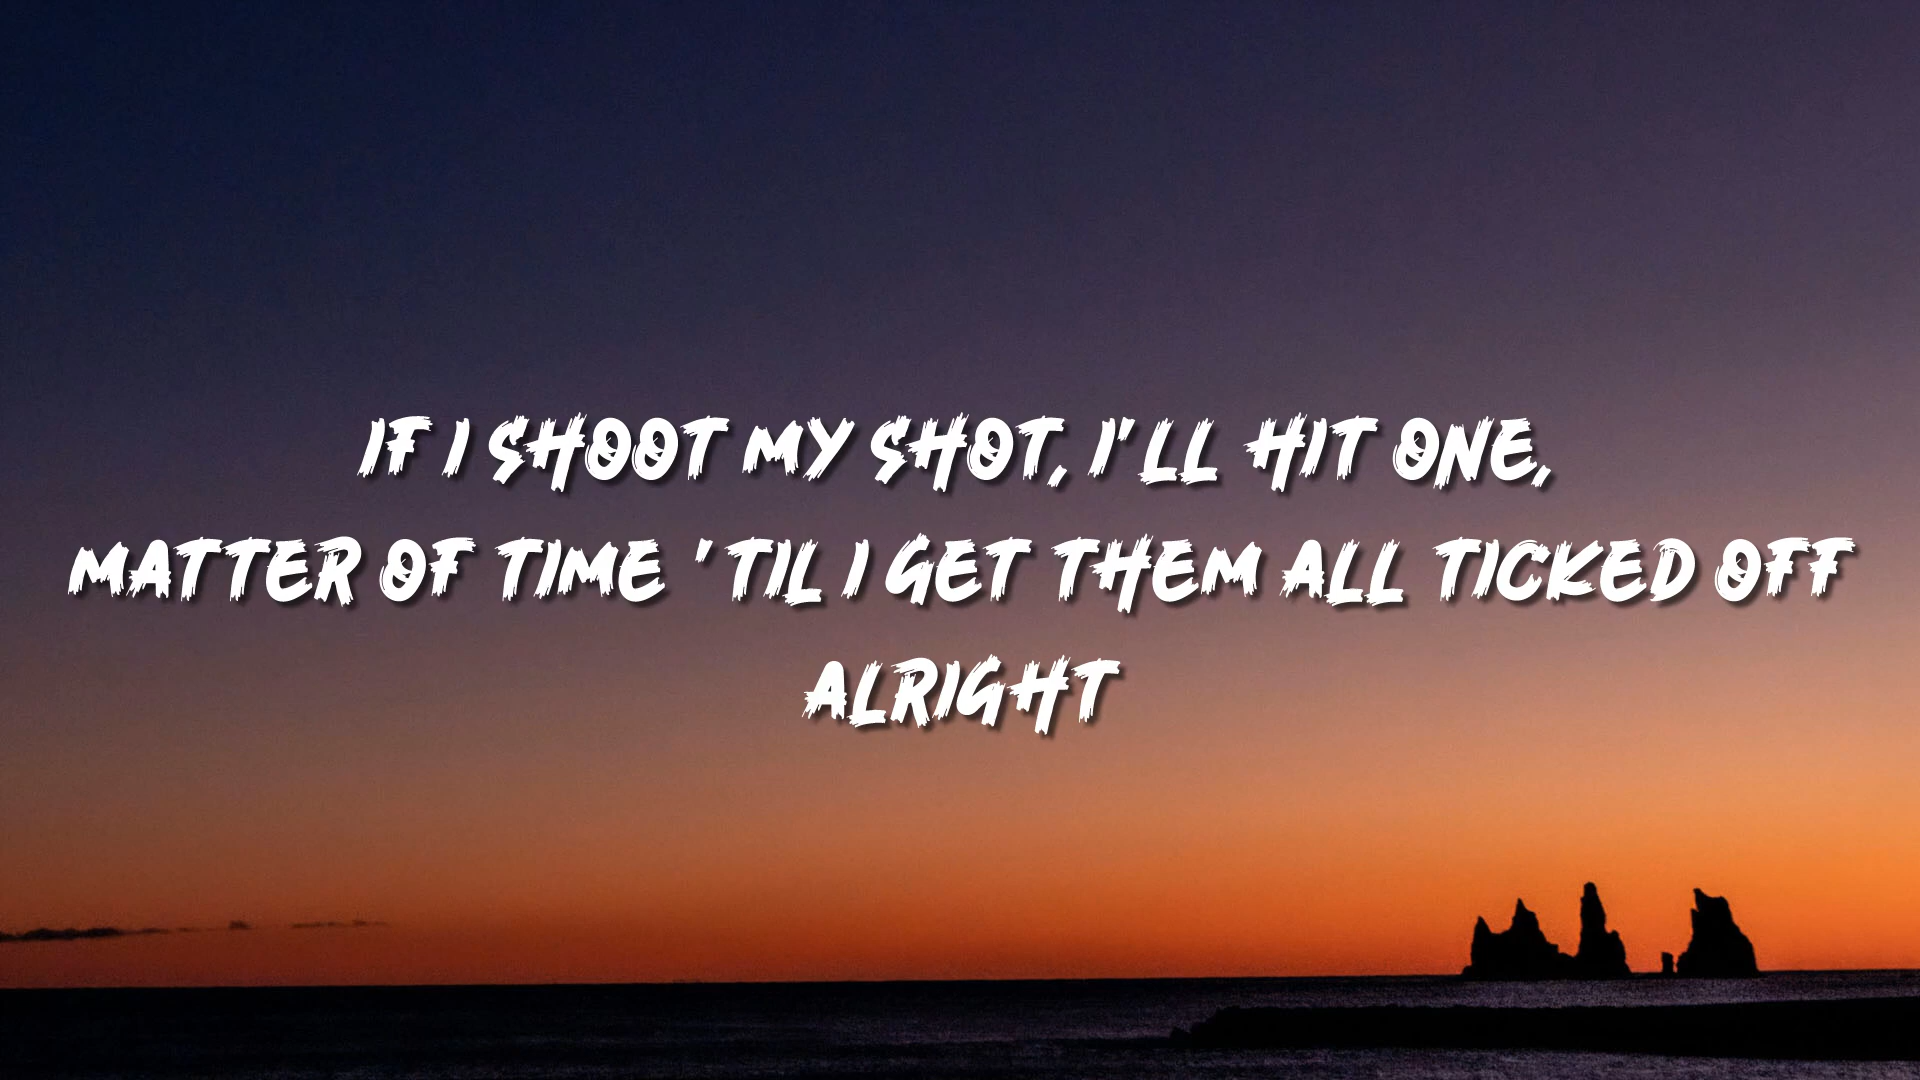 IF I SHOOT MY SHOT, I'LL HIT ONE,
MATTER OF TIME 'TIL I GET THEM ALL TICKED OFF
ALRIGHT